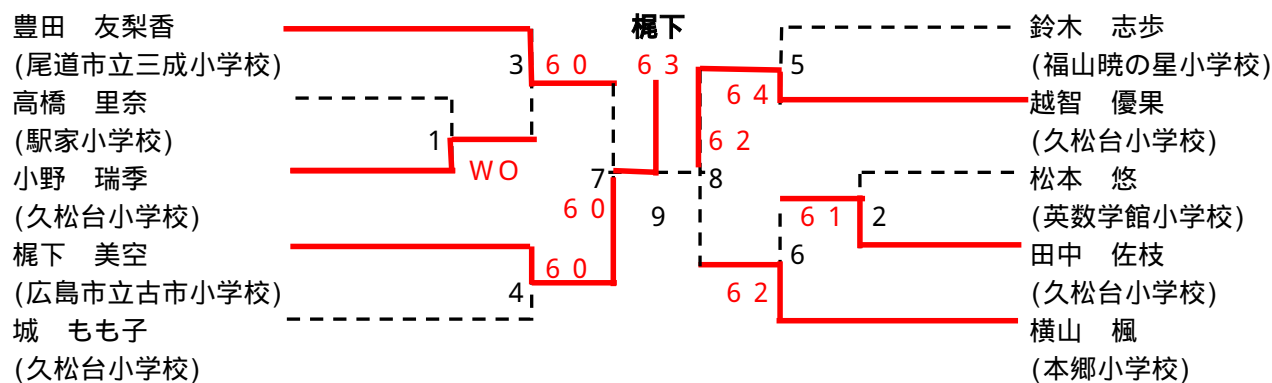 豊田　友梨香
(尾道市立三成小学校)
高橋　里奈
(駅家小学校)
小野　瑞季
(久松台小学校)
梶下　美空
(広島市立古市小学校)
城　もも子
(久松台小学校)
3
6 0
1
WO
7
6 0
6 0
4
梶下
6 3
9
5
6 4
6 2
8
6 1
2
6
6 2
鈴木　志歩
(福山暁の星小学校)
越智　優果
(久松台小学校)
松本　悠
(英数学館小学校)
田中　佐枝
(久松台小学校)
横山　楓
(本郷小学校)